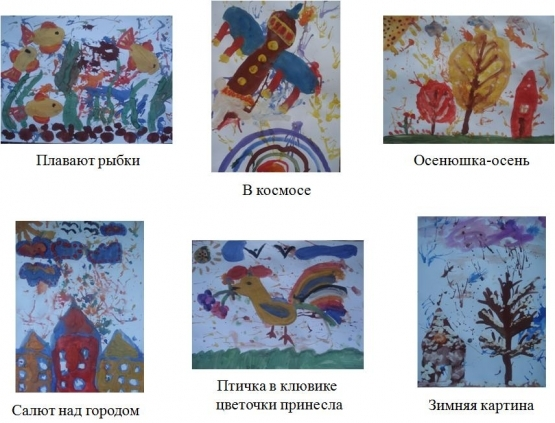 Плавают рыбки
В космосе
Осенюшка-осень
Салют над городом
Птичка в клювике
цветочки принесла
Зимняя картина